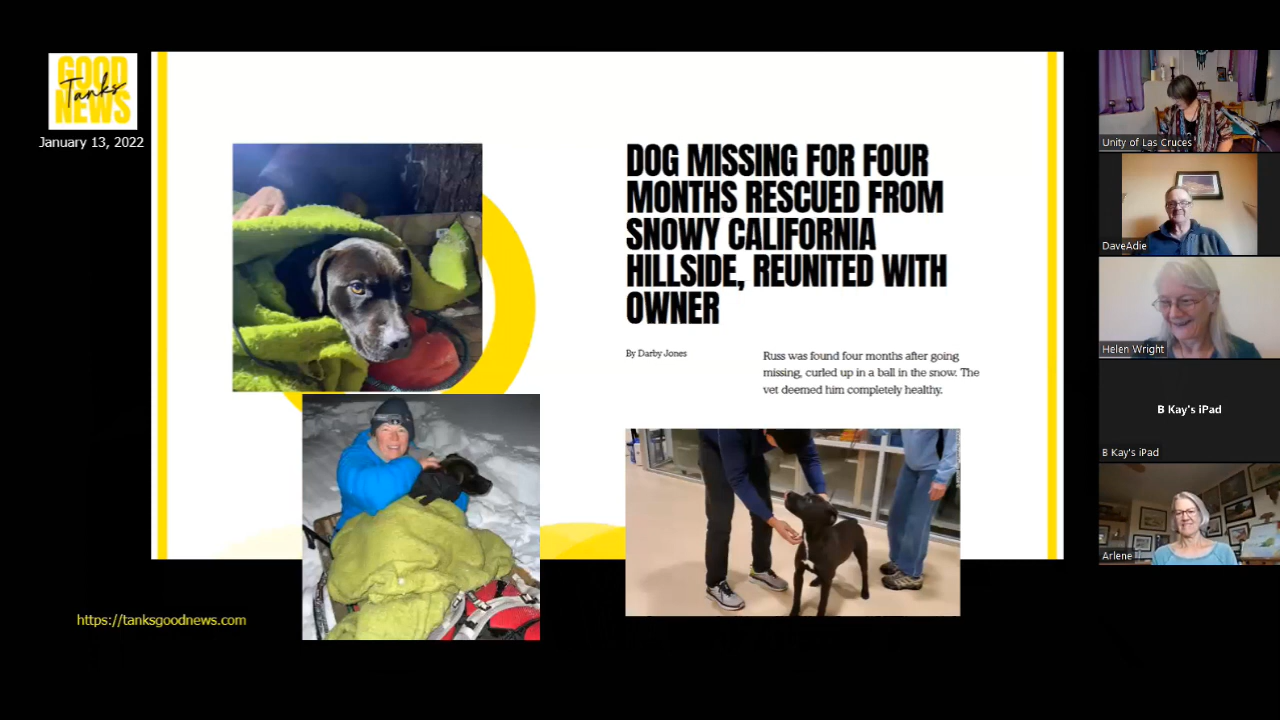 GOOD
Tanks
NEWS
January 13, 2022
DOG MISSING FOR FOUR
MONTHS RESCUED FROM
SNOWY CALIFORNIA
HILLSIDE, REUNITED WITH
OWNER
By Darby Jones
Russ was found four months after going
missing, curled up in a ball in the snow. The
vet deemed him completely healthy.
https://tanksgoodnews.com
Unity of Las Cruces
DaveAdie
Helen Wright
B Kay's iPad
B Kay's iPad
Arlene